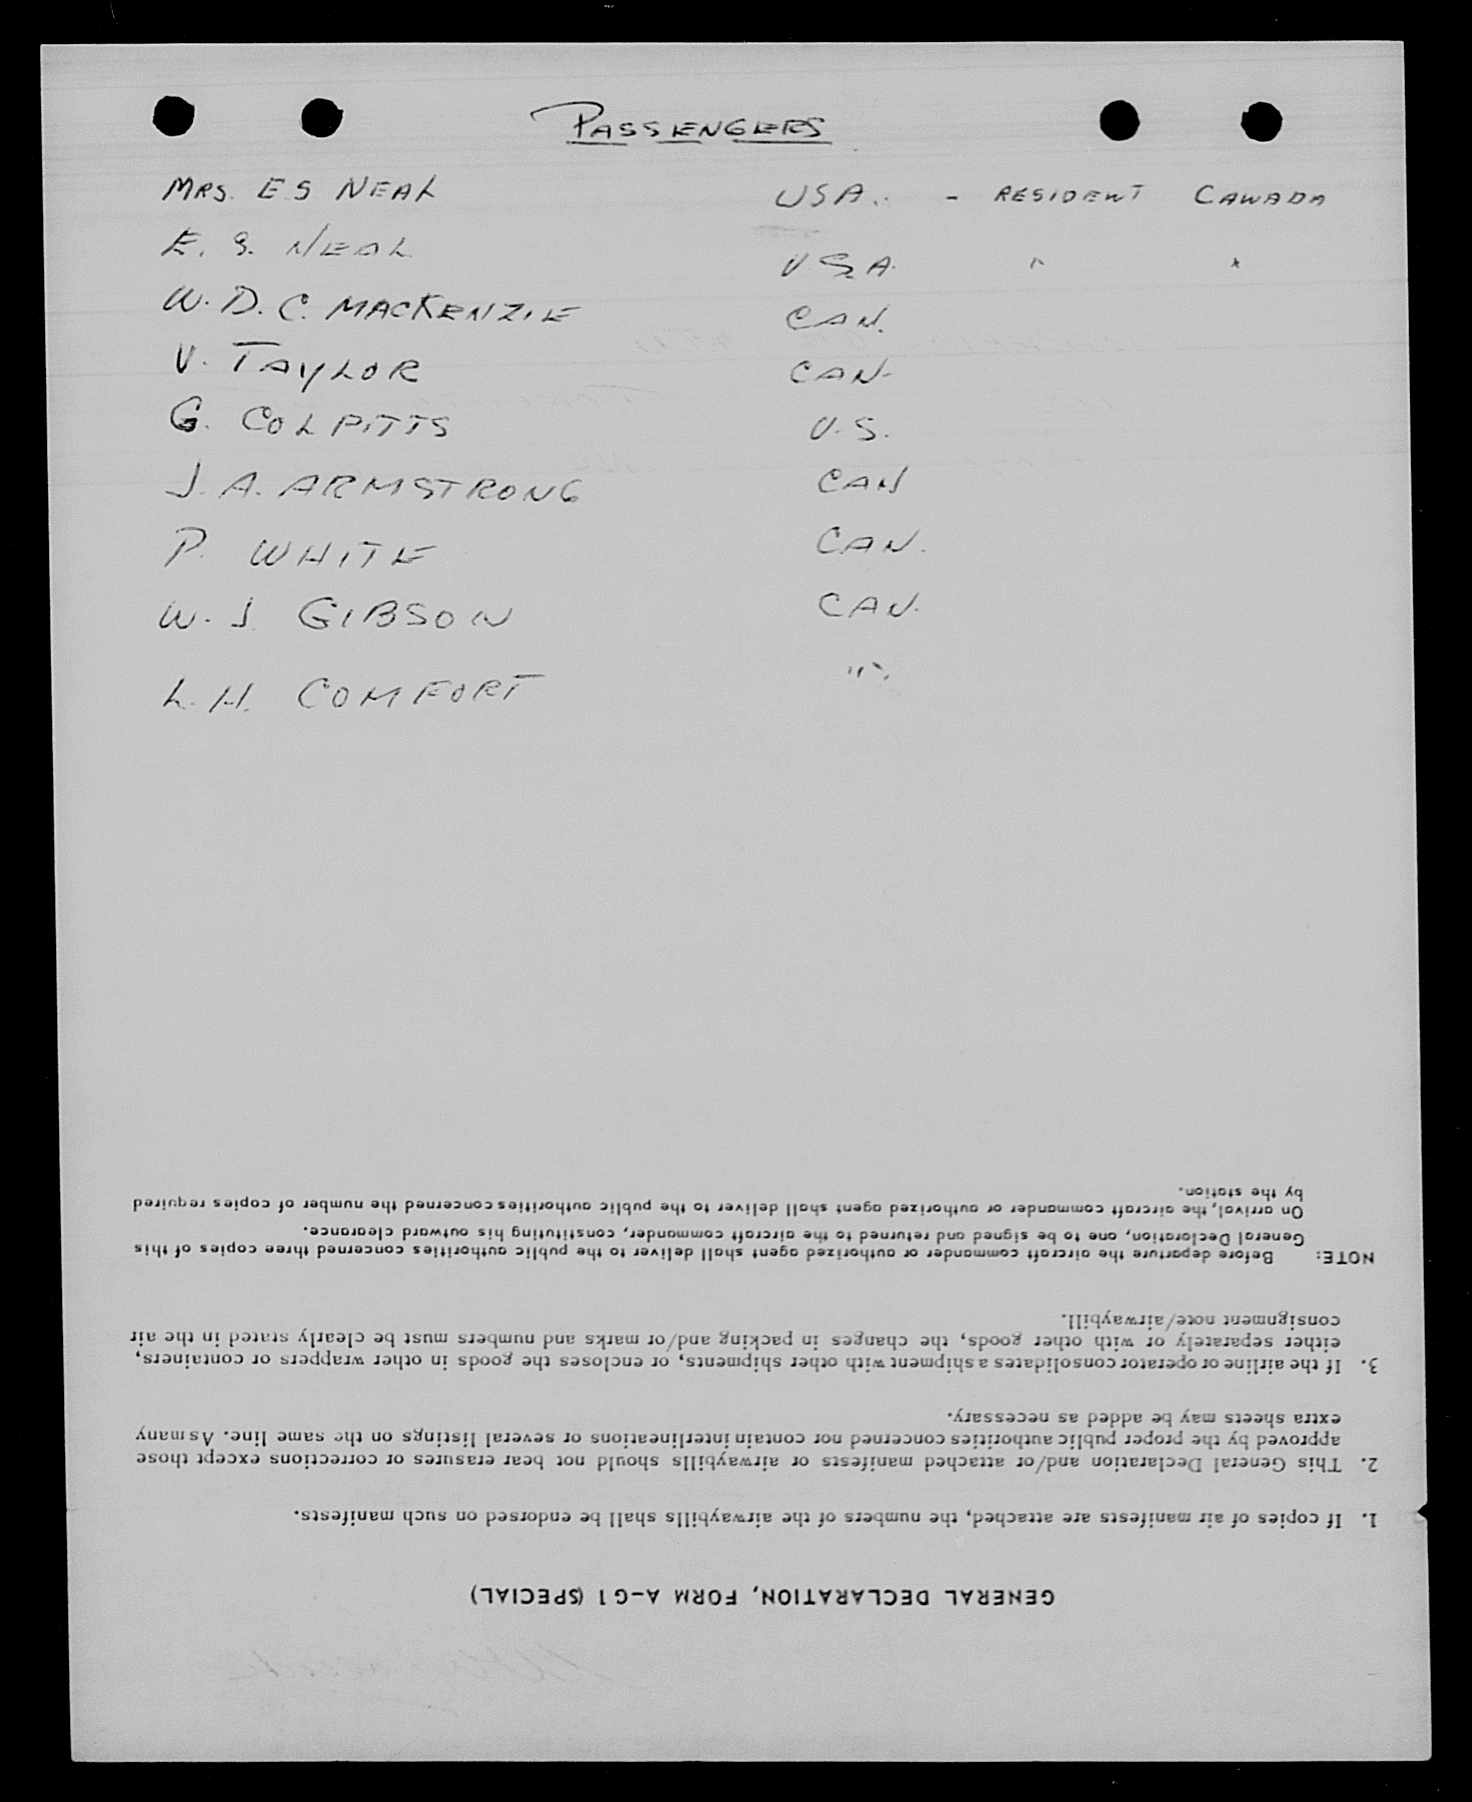 PASSENGERS
MRS. E S NEAL USA. - RESIDENT CANADA
E. S. NEAL USA. " "
W. D. C. MACKENZIE CAN.
V. TAYLOR CAN.
G. COLPITTS U.S.
J. A. ARMSTRONG CAN
P. WHITE CAN.
W. J. GIBSON CAN.
L. H. COMFORT "
GENERAL DECLARATION, FORM A-G1 (SPECIAL)
1. If copies of air manifests are attached, the numbers of the airwaybills shall be endorsed on such manifests.
2. This General Declaration and/or attached manifests or airwaybills should not bear erasures or corrections except those
approved by the proper public authorities concerned nor contain interlineations or several listings on the same line. As many
extra sheets may be added as necessary.
3. If the airline or operator consolidates a shipment with other shipments, or encloses the goods in other wrappers or containers,
either separately or with other goods, the changes in packing and/or marks and numbers must be clearly stated in the air
consignment note/airwaybill.
NOTE: Before departure the aircraft commander or authorized agent shall deliver to the public authorities concerned three copies of this
General Declaration, one to be signed and returned to the aircraft commander, constituting his outward clearance.
On arrival, the aircraft commander or authorized agent shall deliver to the public authorities concerned the number of copies required
by the station.